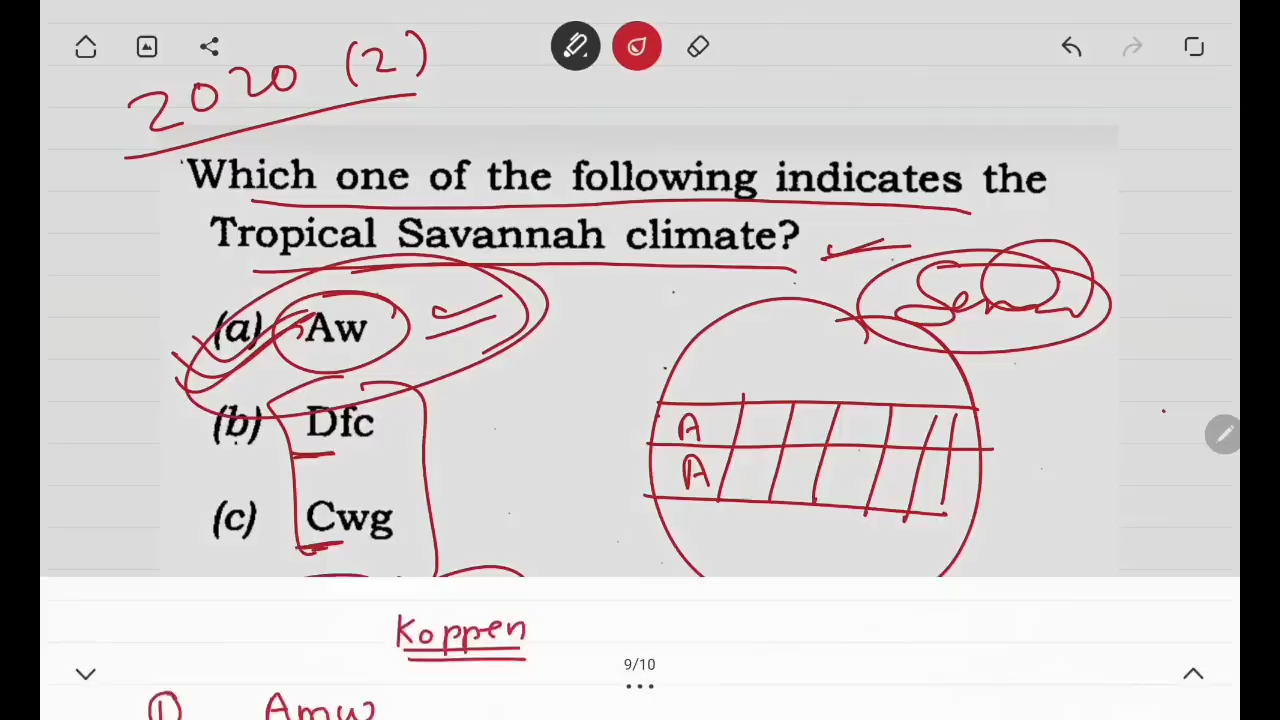 2020 (2)
Which one of the following indicates the
Tropical Savannah climate?
(a) Aw
(b) Dfc
A
A
(c) Cwg
Koppen
9/10
① Amw